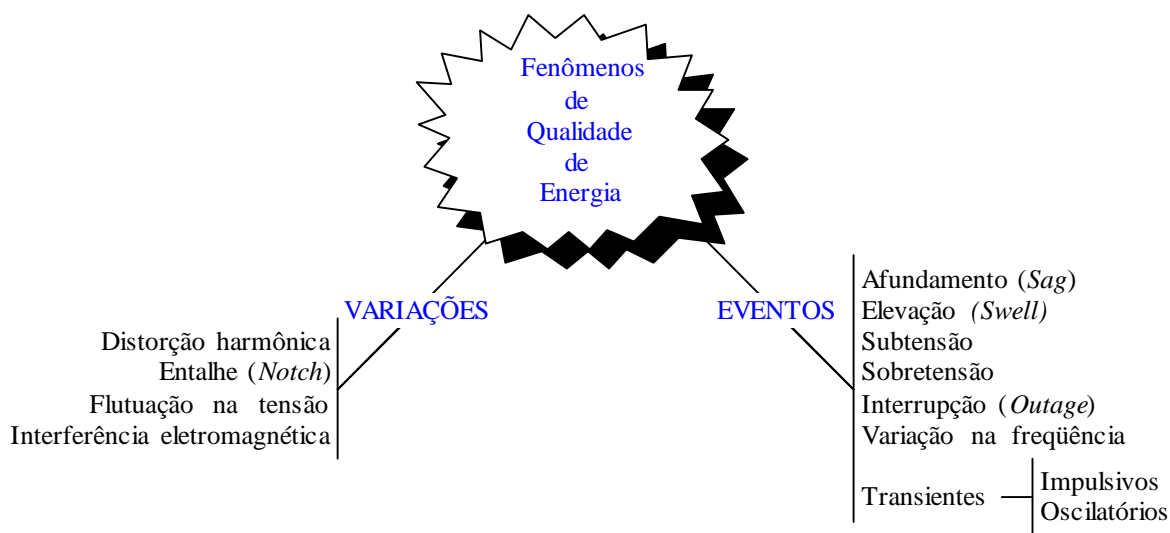 Fenômenos
de
Qualidade
de
Energia
VARIAÇÕES
Distorção harmônica
Entalhe (Notch)
Flutuação na tensão
Interferência eletromagnética
EVENTOS
Afundamento (Sag)
Elevação (Swell)
Subtensão
Sobretensão
Interrupção (Outage)
Variação na freqüência
Transientes
Impulsivos
Oscilatórios